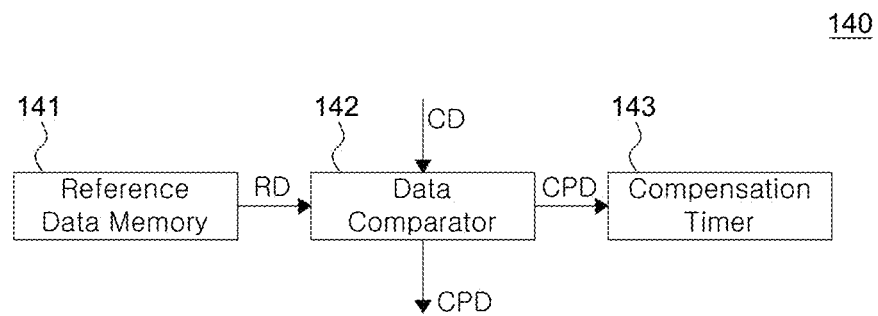 140
141
142
143
CD
Reference
Data Memory
RD
Data
Comparator
CPD
Compensation
Timer
CPD